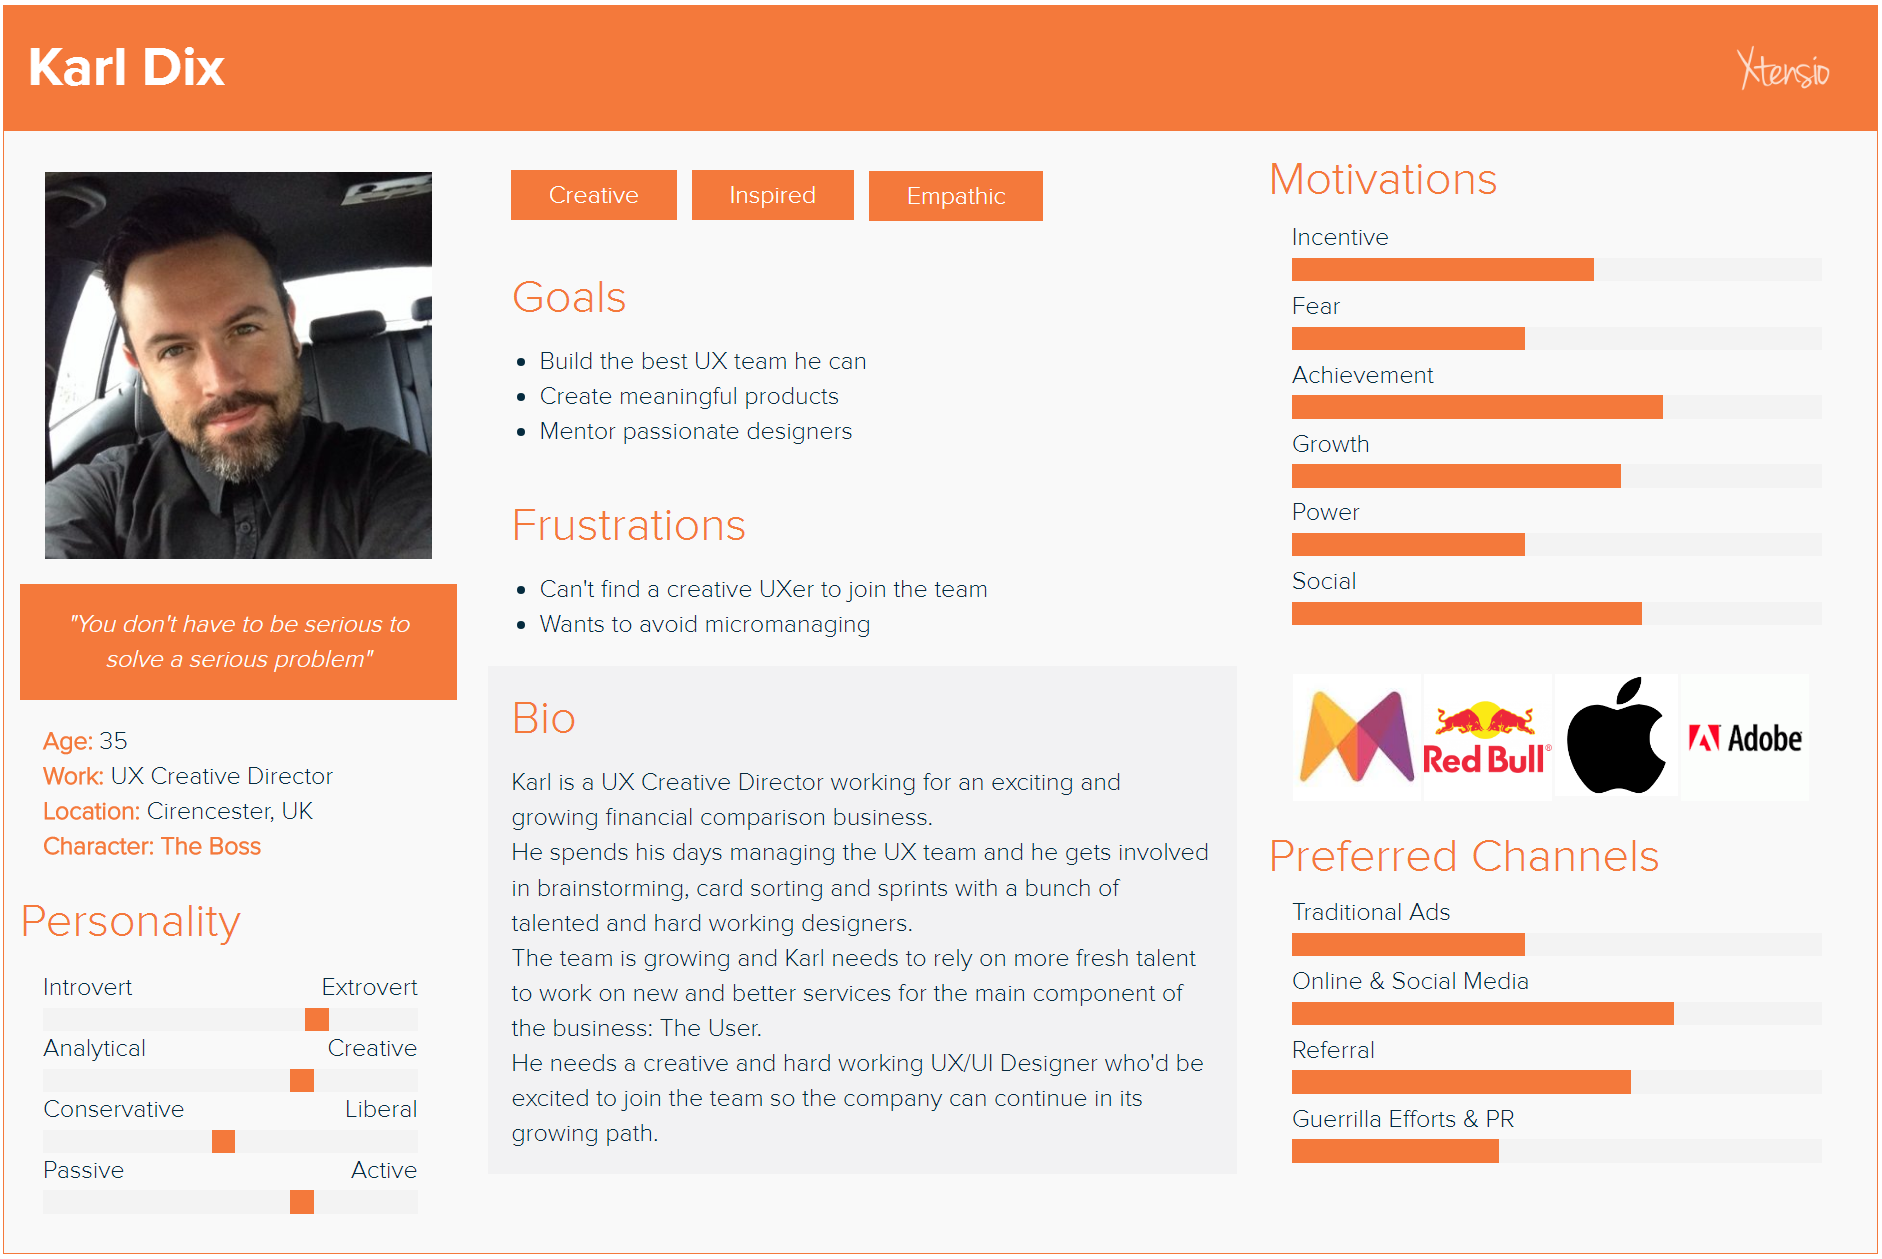 Karl Dix
Xtensio
"You don't have to be serious to
solve a serious problem"
Age: 35
Work: UX Creative Director
Location: Cirencester, UK
Character: The Boss
Personality
Introvert Extrovert
Analytical Creative
Conservative Liberal
Passive Active
Creative
Inspired
Empathic
Goals
• Build the best UX team he can
• Create meaningful products
• Mentor passionate designers
Frustrations
• Can't find a creative UXer to join the team
• Wants to avoid micromanaging
Bio
Karl is a UX Creative Director working for an exciting and
growing financial comparison business.
He spends his days managing the UX team and he gets involved
in brainstorming, card sorting and sprints with a bunch of
talented and hard working designers.
The team is growing and Karl needs to rely on more fresh talent
to work on new and better services for the main component of
the business: The User.
He needs a creative and hard working UX/UI Designer who'd be
excited to join the team so the company can continue in its
growing path.
Motivations
Incentive
Fear
Achievement
Growth
Power
Social
Red Bull®
Adobe
Preferred Channels
Traditional Ads
Online & Social Media
Referral
Guerrilla Efforts & PR